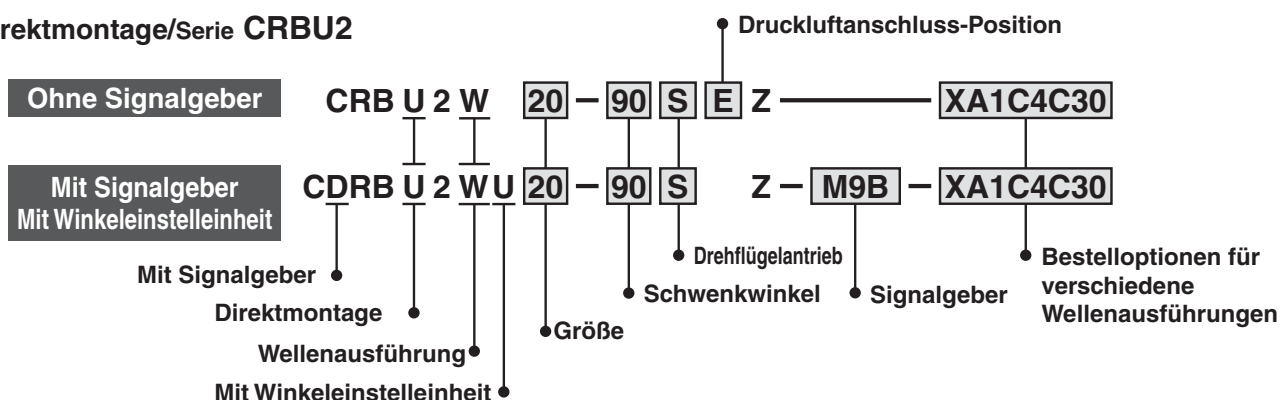 rektmontage/Serie CRBU2
Druckluftanschluss-Position
Ohne Signalgeber
CRB U 2 W 20 – 90 S E Z — XA1C4C30
Mit Signalgeber
Mit Winkeleinstelleinheit
CDRB U 2 W U 20 – 90 S Z – M9B – XA1C4C30
Mit Signalgeber
Direktmontage
Wellenausführung
Mit Winkeleinstelleinheit
Größe
Schwenkwinkel
Drehflügelantrieb
Signalgeber
Bestelloptionen für
verschiedene
Wellenausführungen